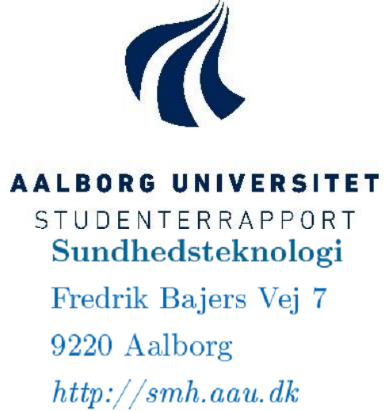 AALBORG UNIVERSITET
STUDENTERRAPPORT
Sundhedsteknologi
Fredrik Bajers Vej 7
9220 Aalborg
http://smh.aau.dk